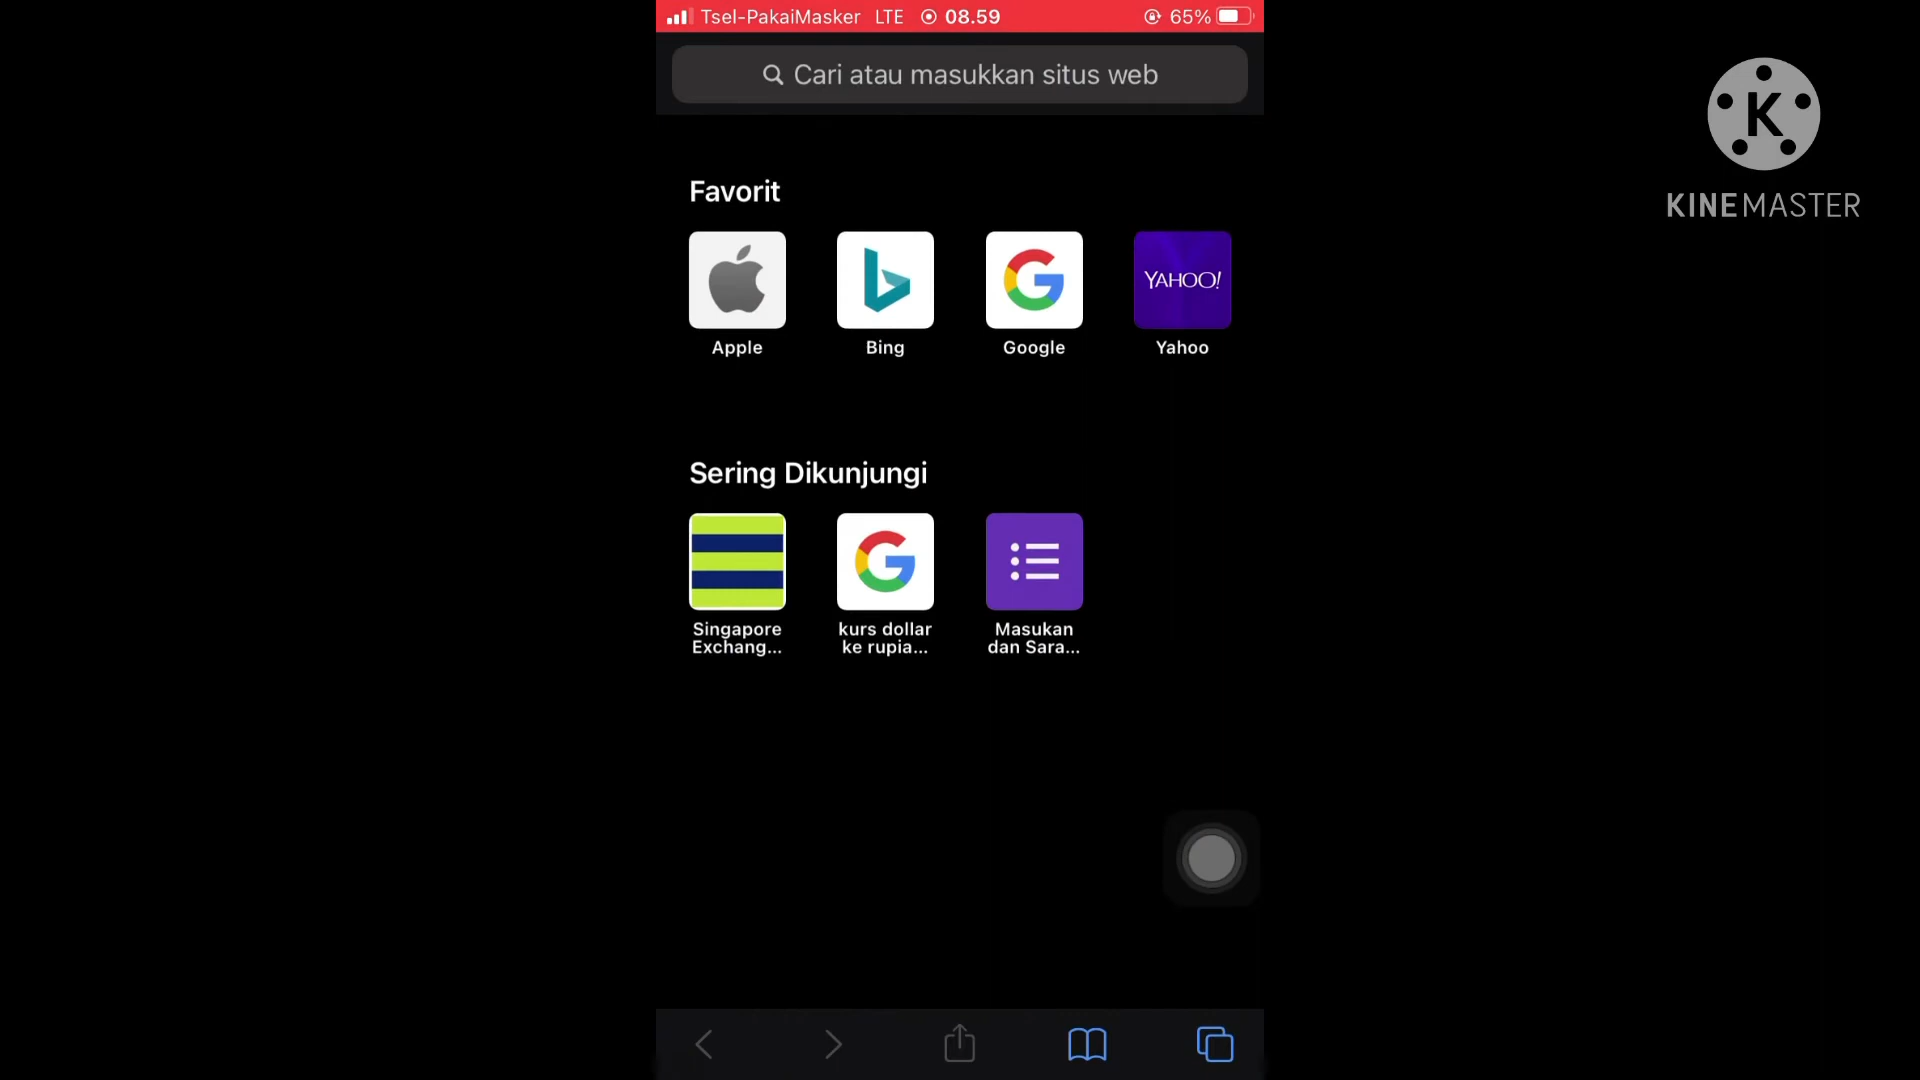 Tsel-PakaiMasker LTE 08.59 65%
Cari atau masukkan situs web
K
KINEMASTER
Favorit
YAHOO!
Apple Bing Google Yahoo
Sering Dikunjungi
Singapore Exchang...
kurs dollar ke rupia...
Masukan dan Sara...